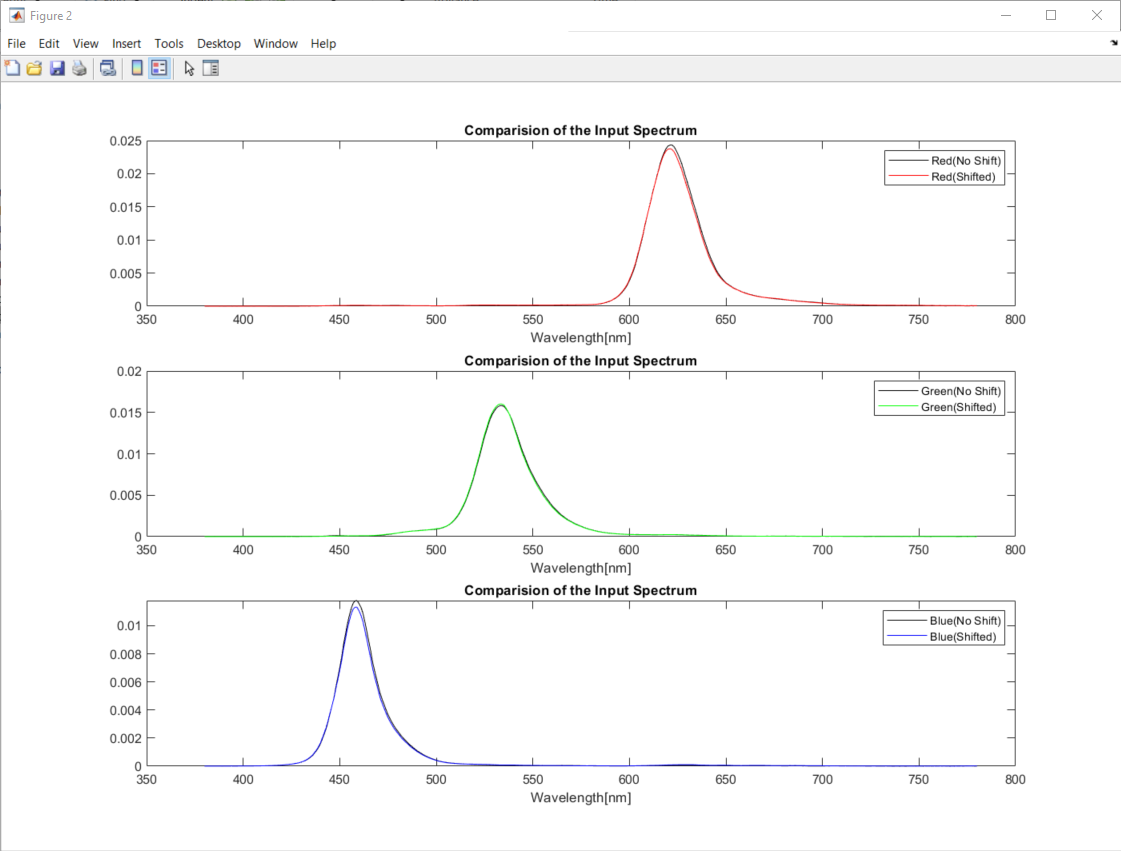 Figure 2
File Edit View Insert Tools Desktop Window Help
Comparision of the Input Spectrum
0.025
0.02
0.015
0.01
0.005
0
Red(No Shift)
Red(Shifted)
350 400 450 500 550 600 650 700 750 800
Wavelength[nm]
Comparision of the Input Spectrum
0.02
0.015
0.01
0.005
0
Green(No Shift)
Green(Shifted)
350 400 450 500 550 600 650 700 750 800
Wavelength[nm]
Comparision of the Input Spectrum
0.01
0.008
0.006
0.004
0.002
0
Blue(No Shift)
Blue(Shifted)
350 400 450 500 550 600 650 700 750 800
Wavelength[nm]